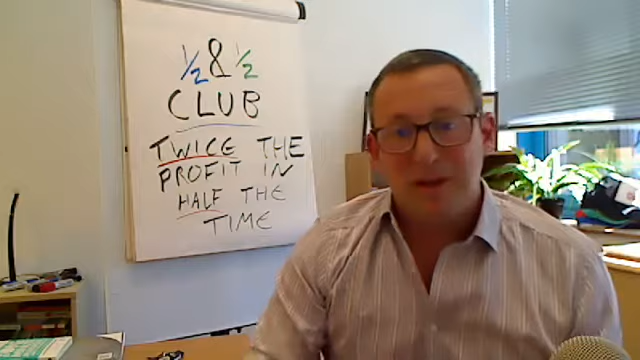 ½ & ½
CLUB
TWICE THE
PROFIT IN
HALF THE
TIME